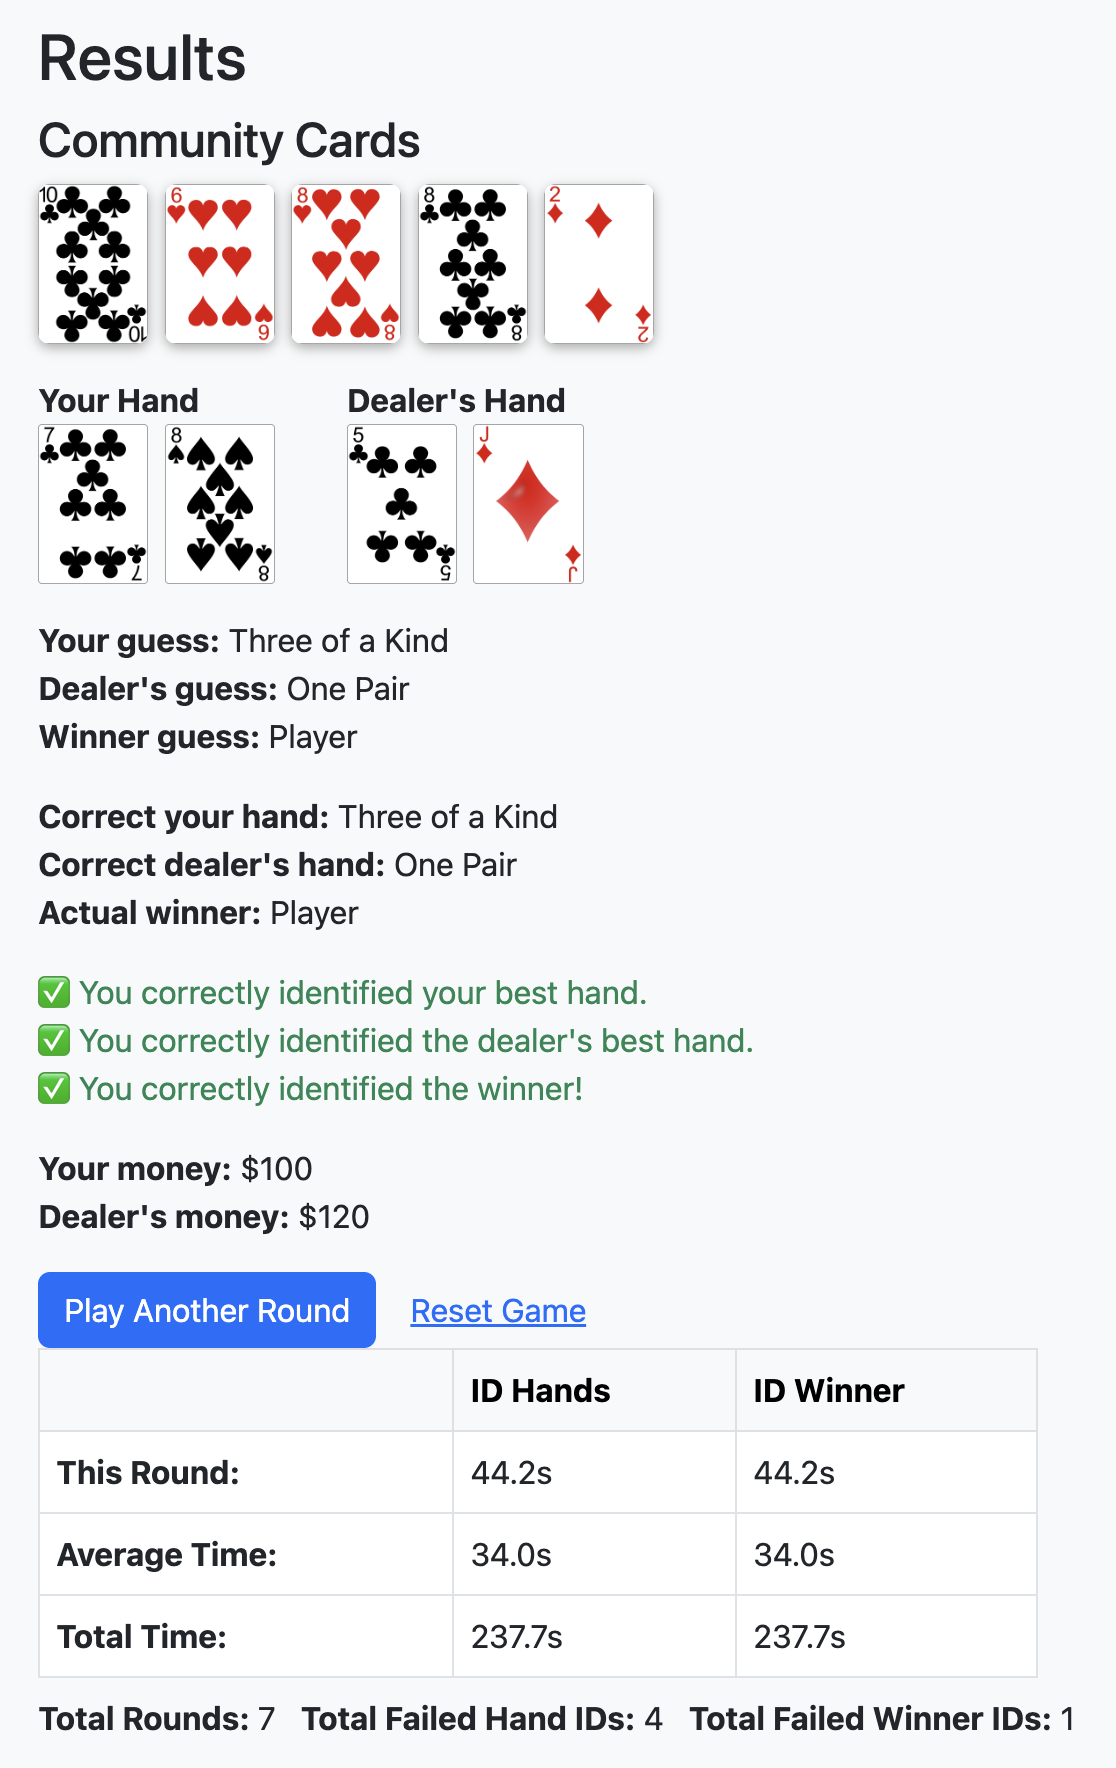 Results
Community Cards
10 6 8 8 2
10 6 8 8 2
Your Hand Dealer's Hand
7 8 5 J
7 8 5 J
Your guess: Three of a Kind
Dealer's guess: One Pair
Winner guess: Player
Correct your hand: Three of a Kind
Correct dealer's hand: One Pair
Actual winner: Player
✅ You correctly identified your best hand.
✅ You correctly identified the dealer's best hand.
✅ You correctly identified the winner!
Your money: $100
Dealer's money: $120
Play Another Round Reset Game
ID Hands ID Winner
This Round: 44.2s 44.2s
Average Time: 34.0s 34.0s
Total Time: 237.7s 237.7s
Total Rounds: 7 Total Failed Hand IDs: 4 Total Failed Winner IDs: 1